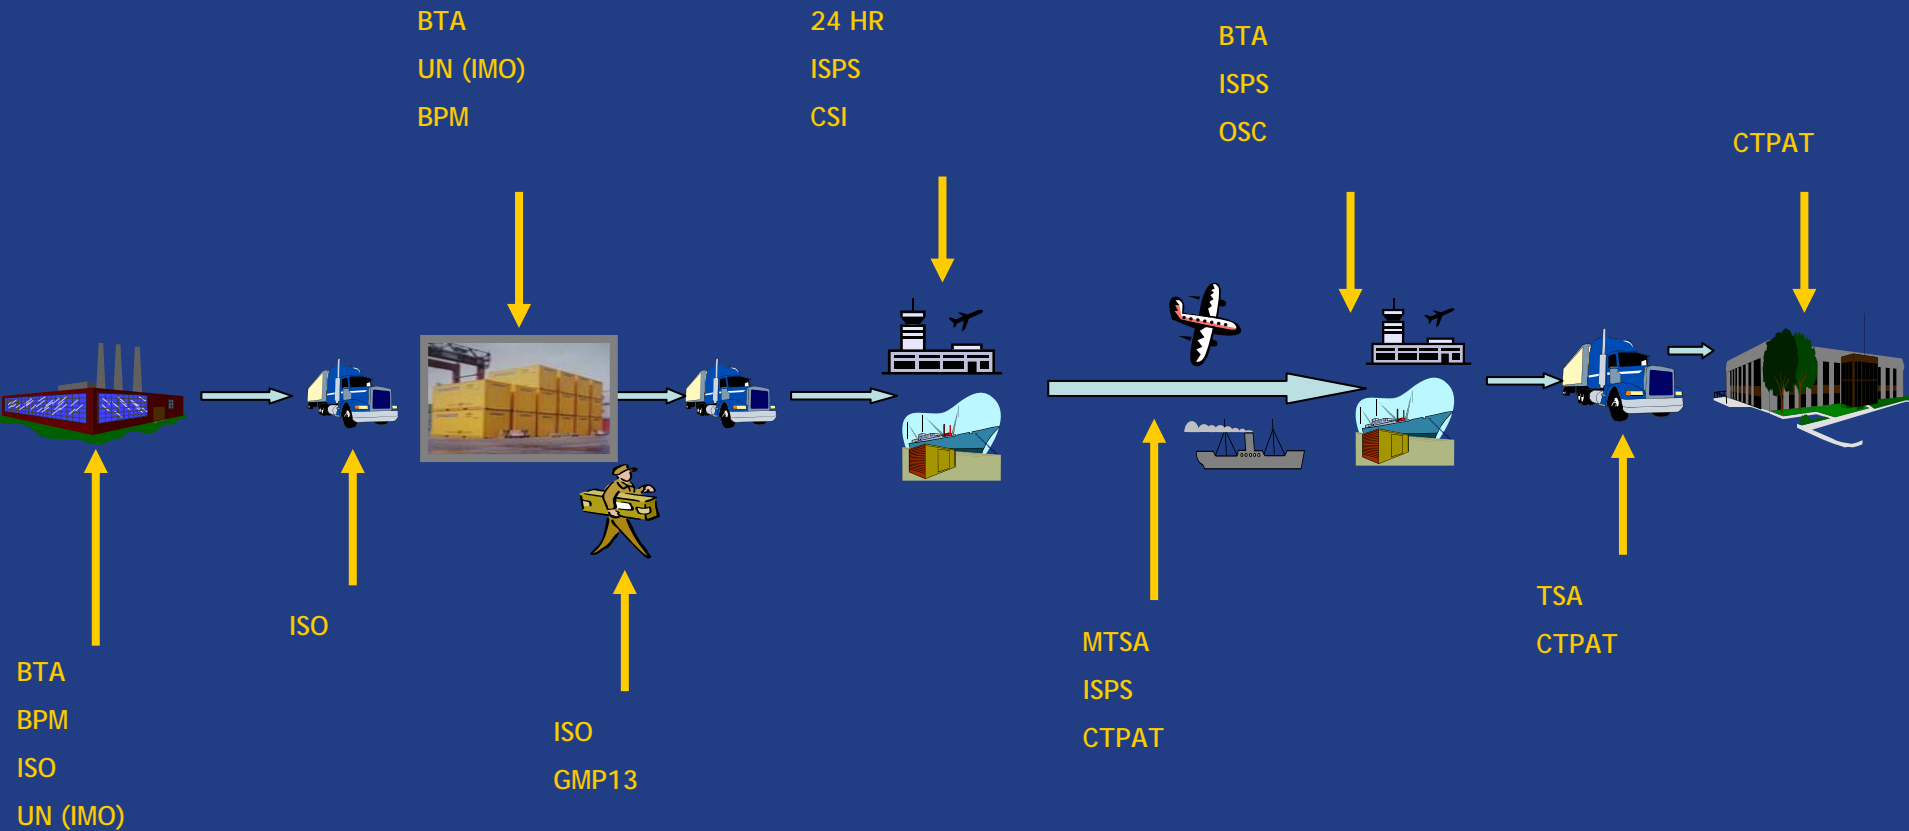 BTA
UN (IMO)
BPM
24 HR
ISPS
CSI
BTA
ISPS
OSC
CTPAT
BTA
BPM
ISO
UN (IMO)
ISO
ISO
GMP13
MTSA
ISPS
CTPAT
TSA
CTPAT